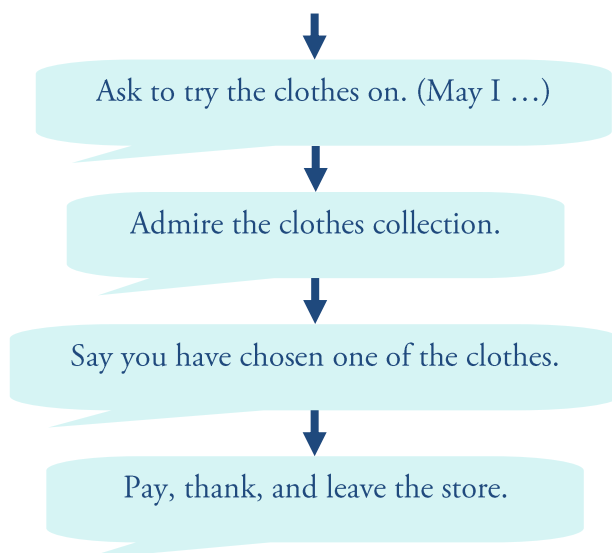 Ask to try the clothes on. (May I …)
Admire the clothes collection.
Say you have chosen one of the clothes.
Pay, thank, and leave the store.